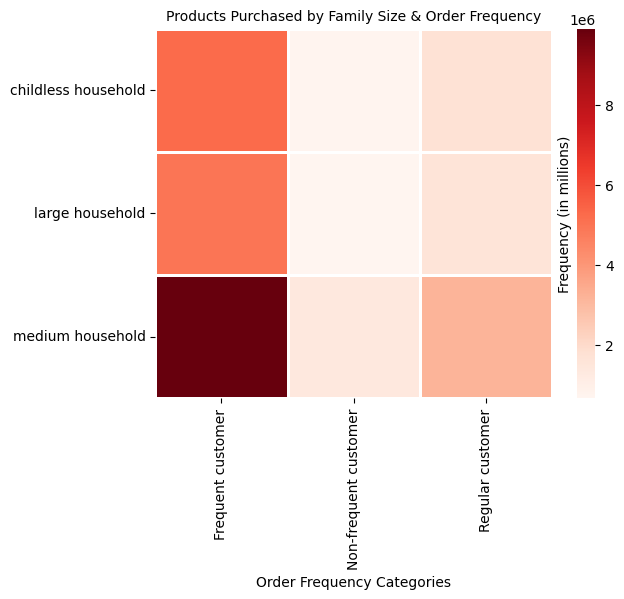 Products Purchased by Family Size & Order Frequency
1e6
childless household
large household
medium household
8
6
4
2
Frequency (in millions)
Frequent customer
Non-frequent customer
Regular customer
Order Frequency Categories